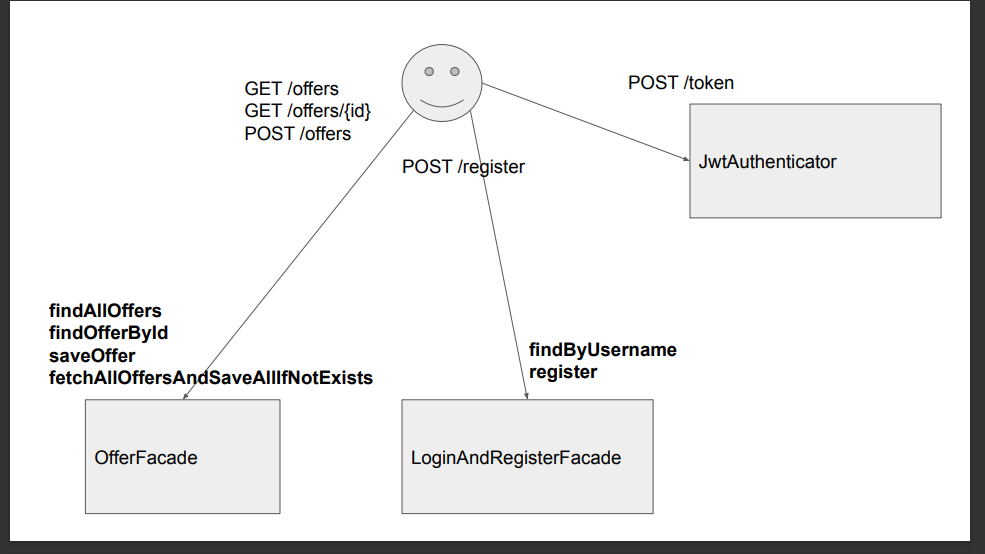 GET /offers
GET /offers/{id}
POST /offers
POST /token
JwtAuthenticator
POST /register
findAllOffers
findOfferById
saveOffer
fetchAllOffersAndSaveAllIfNotExists
findByUsername
register
OfferFacade
LoginAndRegisterFacade